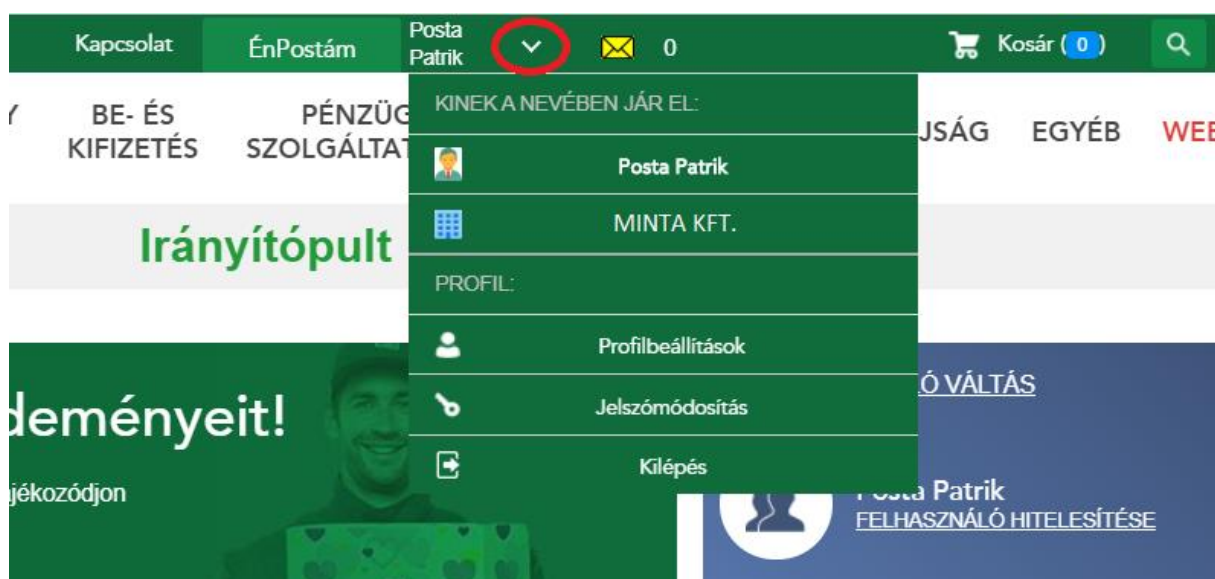 Kapcsolat
ÉnPostám
Posta
Patrik
0
Kosár ( 0 )
KINEK A NEVÉBEN JÁR EL:
Posta Patrik
MINTA KFT.
PROFIL:
Profilbeállítások
Jelszómódosítás
Kilépés
BE- ÉS
KIFIZETÉS
PÉNZÜG
SZOLGÁLTAT
JSÁG
EGYÉB
WEB
Irányítópult
deményeit!
ájékozódjon
Ó VÁLTÁS
Posta Patrik
FELHASZNÁLÓ HITELESÍTÉSE